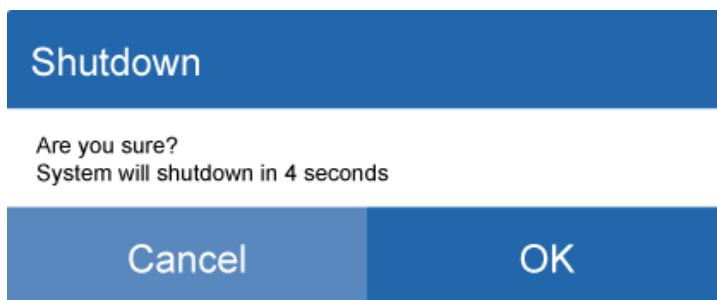 Shutdown
Are you sure?
System will shutdown in 4 seconds
Cancel
OK